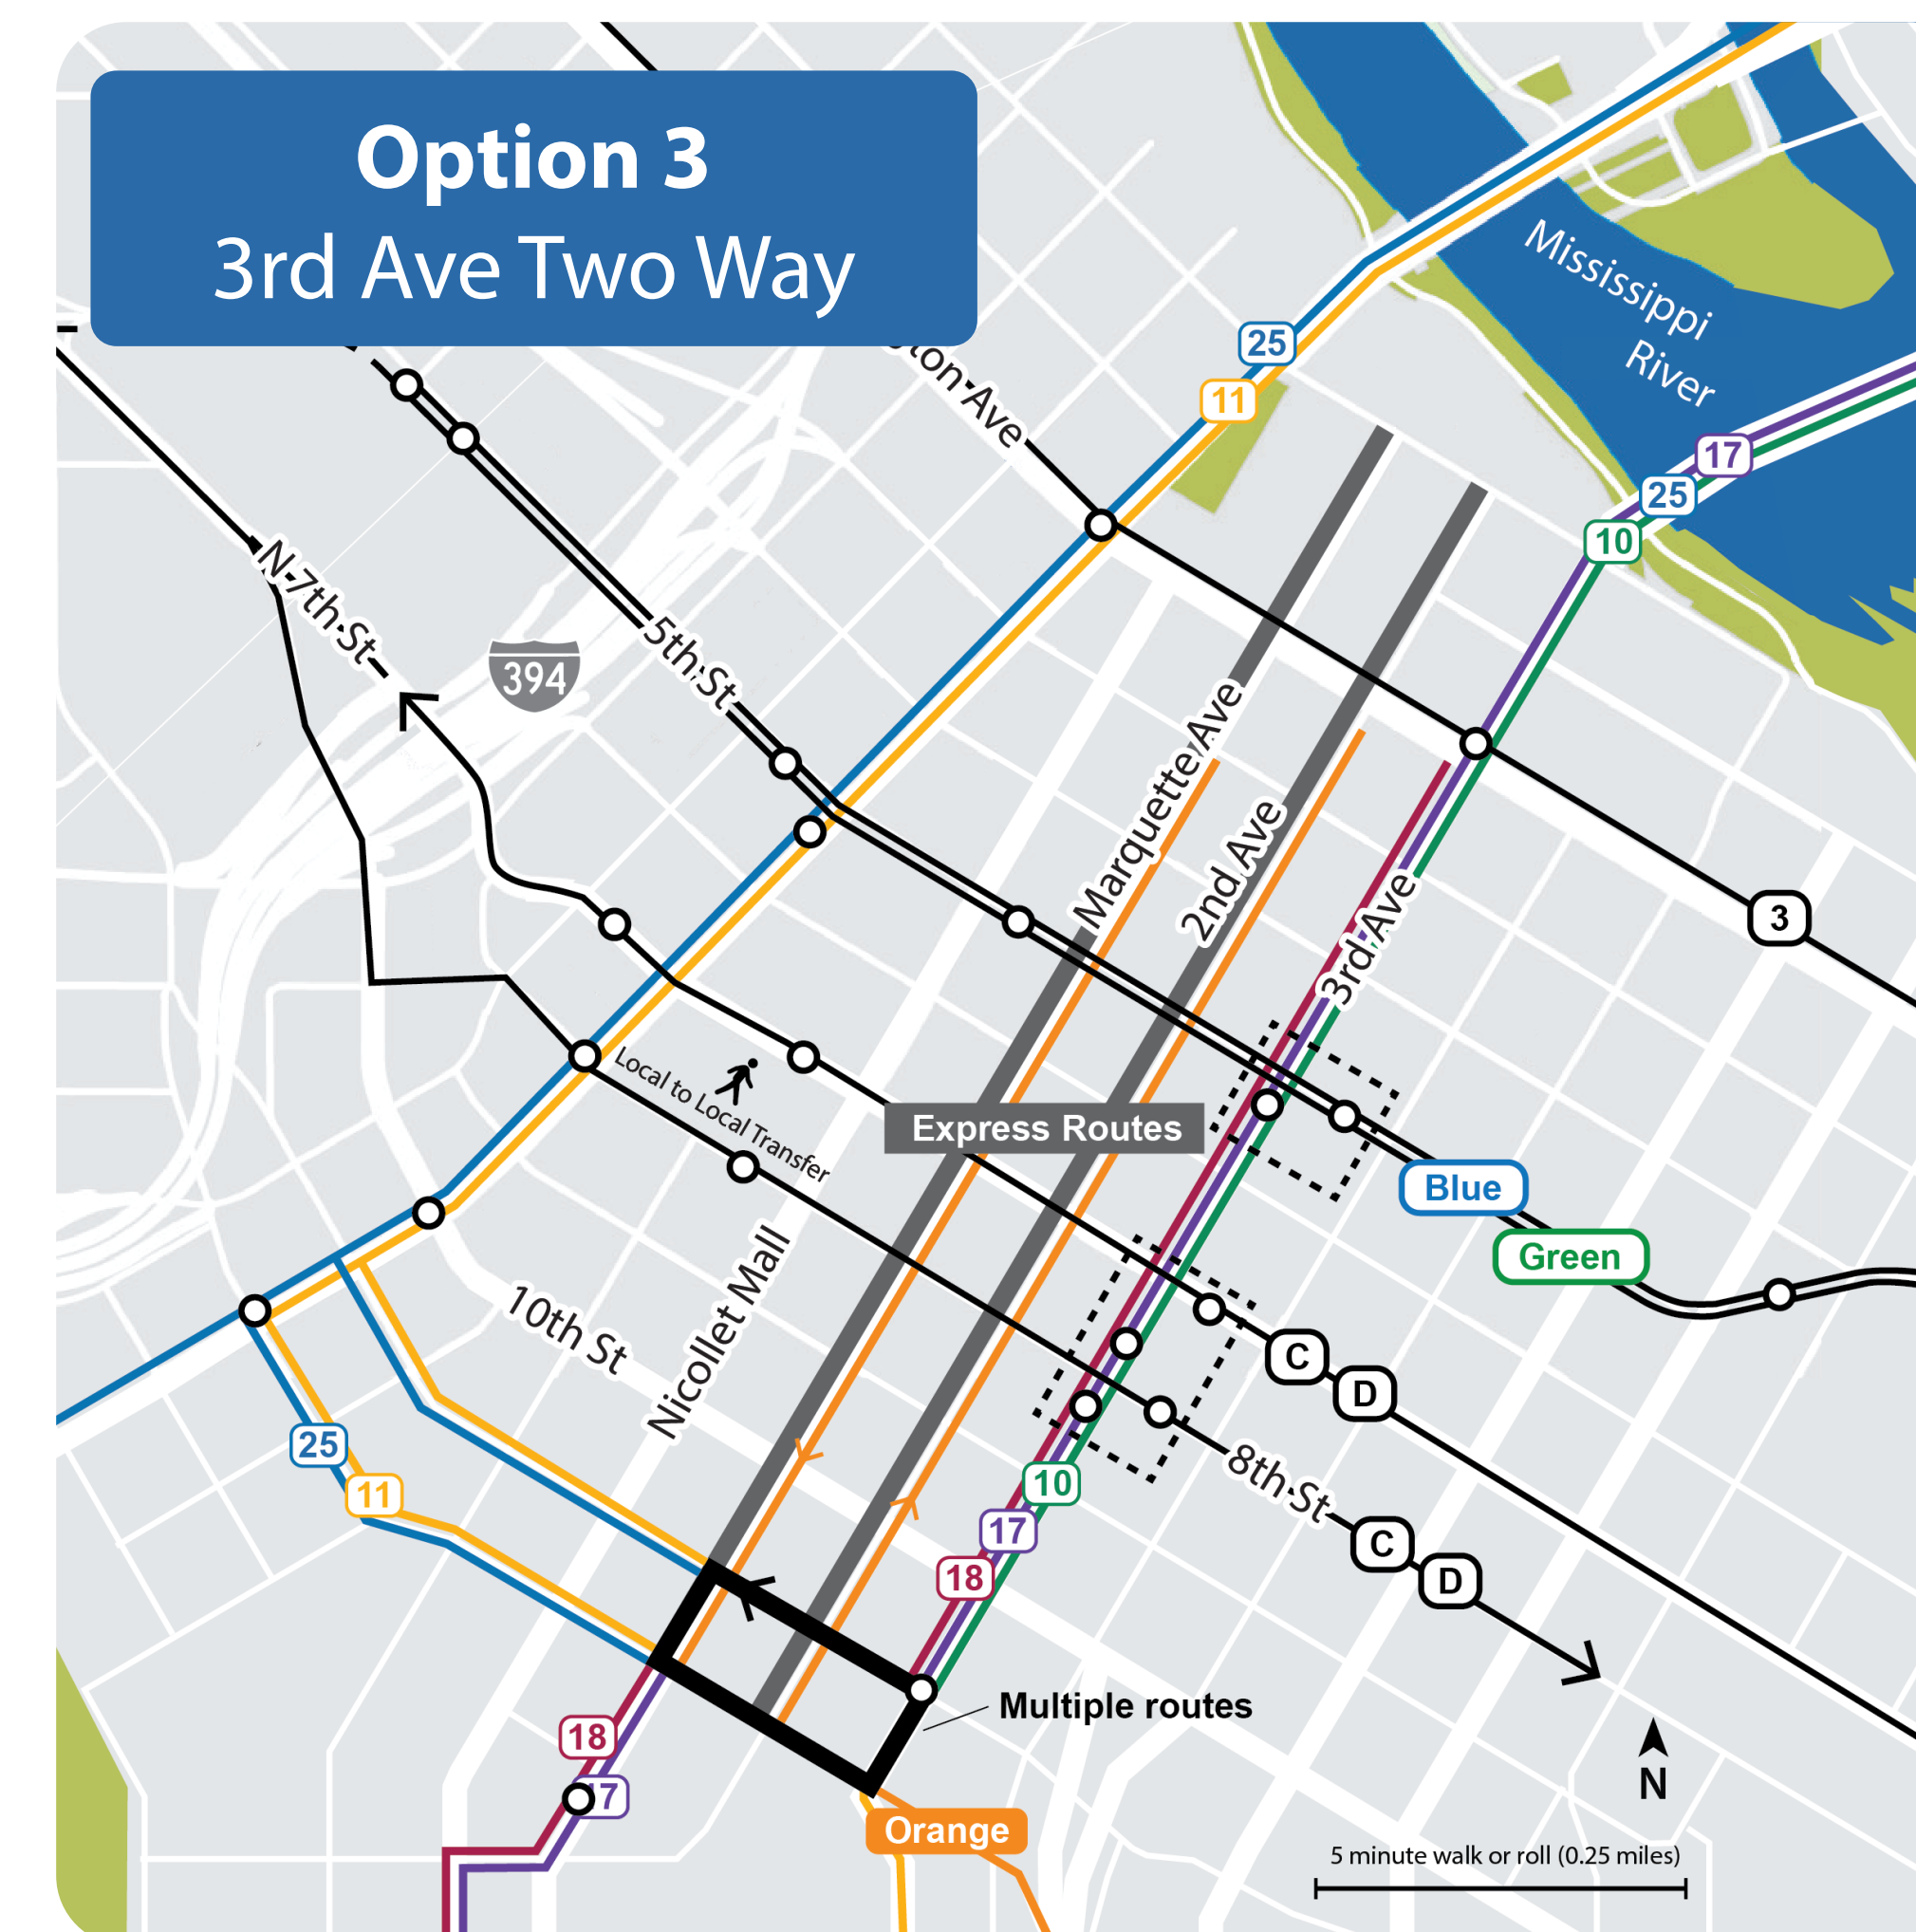 Option 3
3rd Ave Two Way
Mississippi
River
25
11
ton Ave
17
25
10
N 7th St
394
5th St
Marquette Ave
2nd Ave
3rd Ave
3
Local to Local Transfer
Express Routes
Blue
Green
10th St
Nicollet Mall
C
D
25
11
10
17
18
8th St
C
D
Multiple routes
18
7
N
Orange
5 minute walk or roll (0.25 miles)